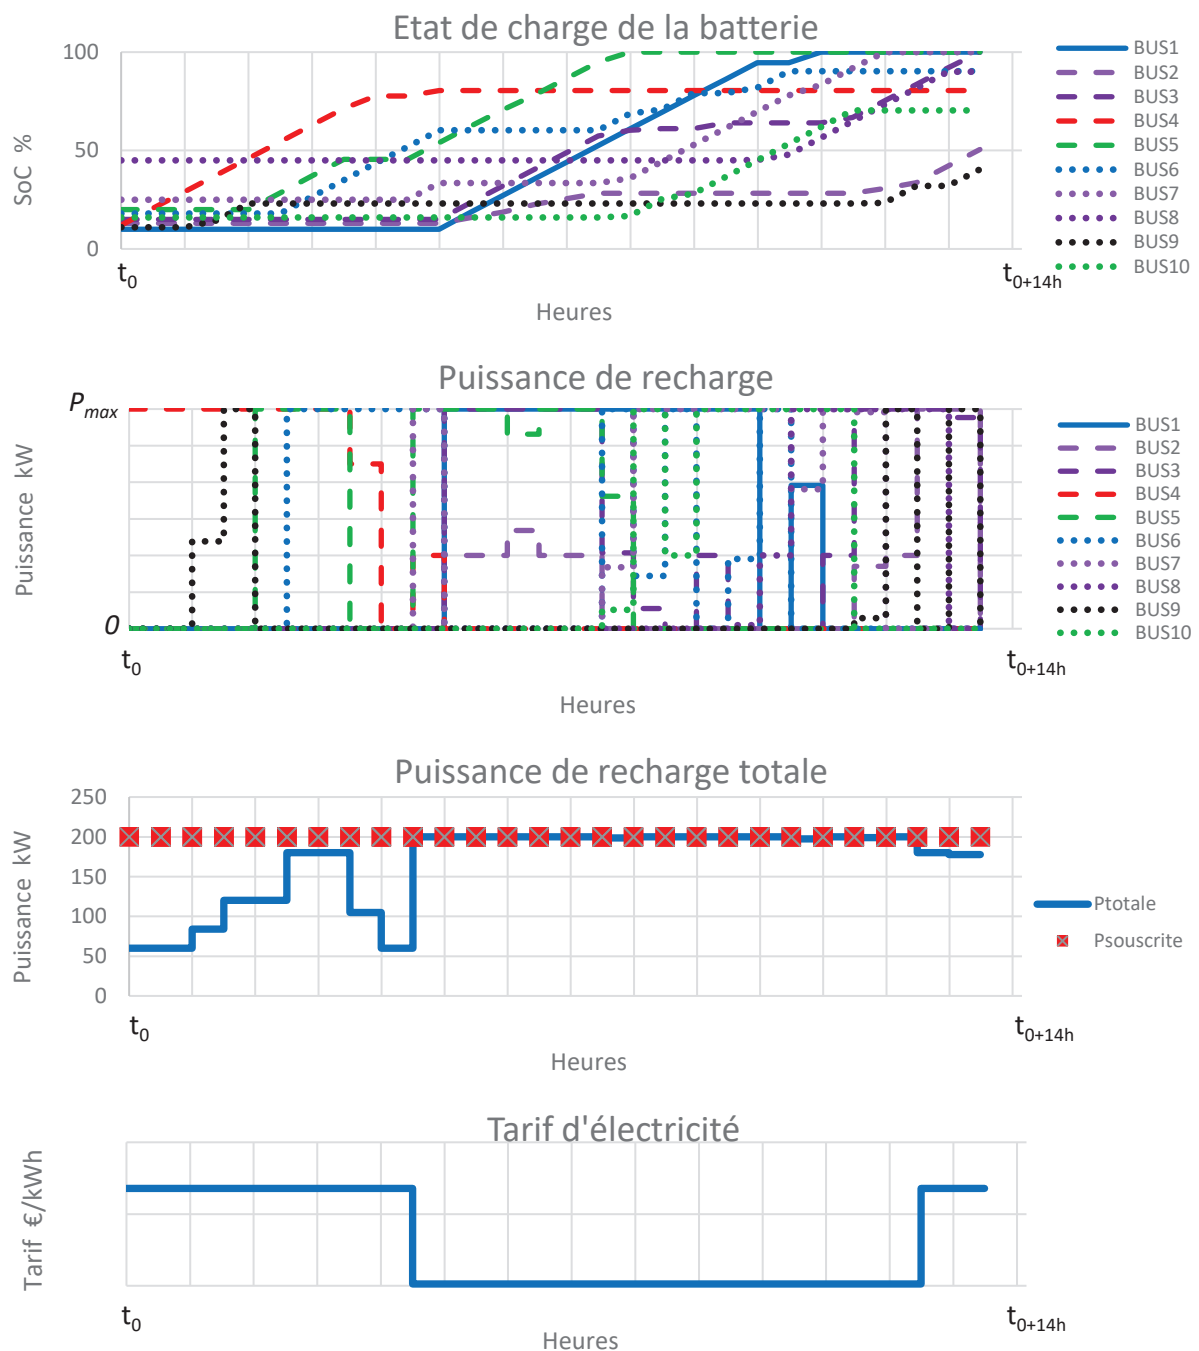 Etat de charge de la batterie
100
50
0
SoC %
t0
t0+14h
Heures
BUS1
BUS2
BUS3
BUS4
BUS5
BUS6
BUS7
BUS8
BUS9
BUS10
Puissance de recharge
Pmax
0
Puissance kW
t0
t0+14h
Heures
BUS1
BUS2
BUS3
BUS4
BUS5
BUS6
BUS7
BUS8
BUS9
BUS10
Puissance de recharge totale
250
200
150
100
50
0
Puissance kW
t0
t0+14h
Heures
Ptotale
Psouscrite
Tarif d'électricité
Tarif €/kWh
t0
t0+14h
Heures